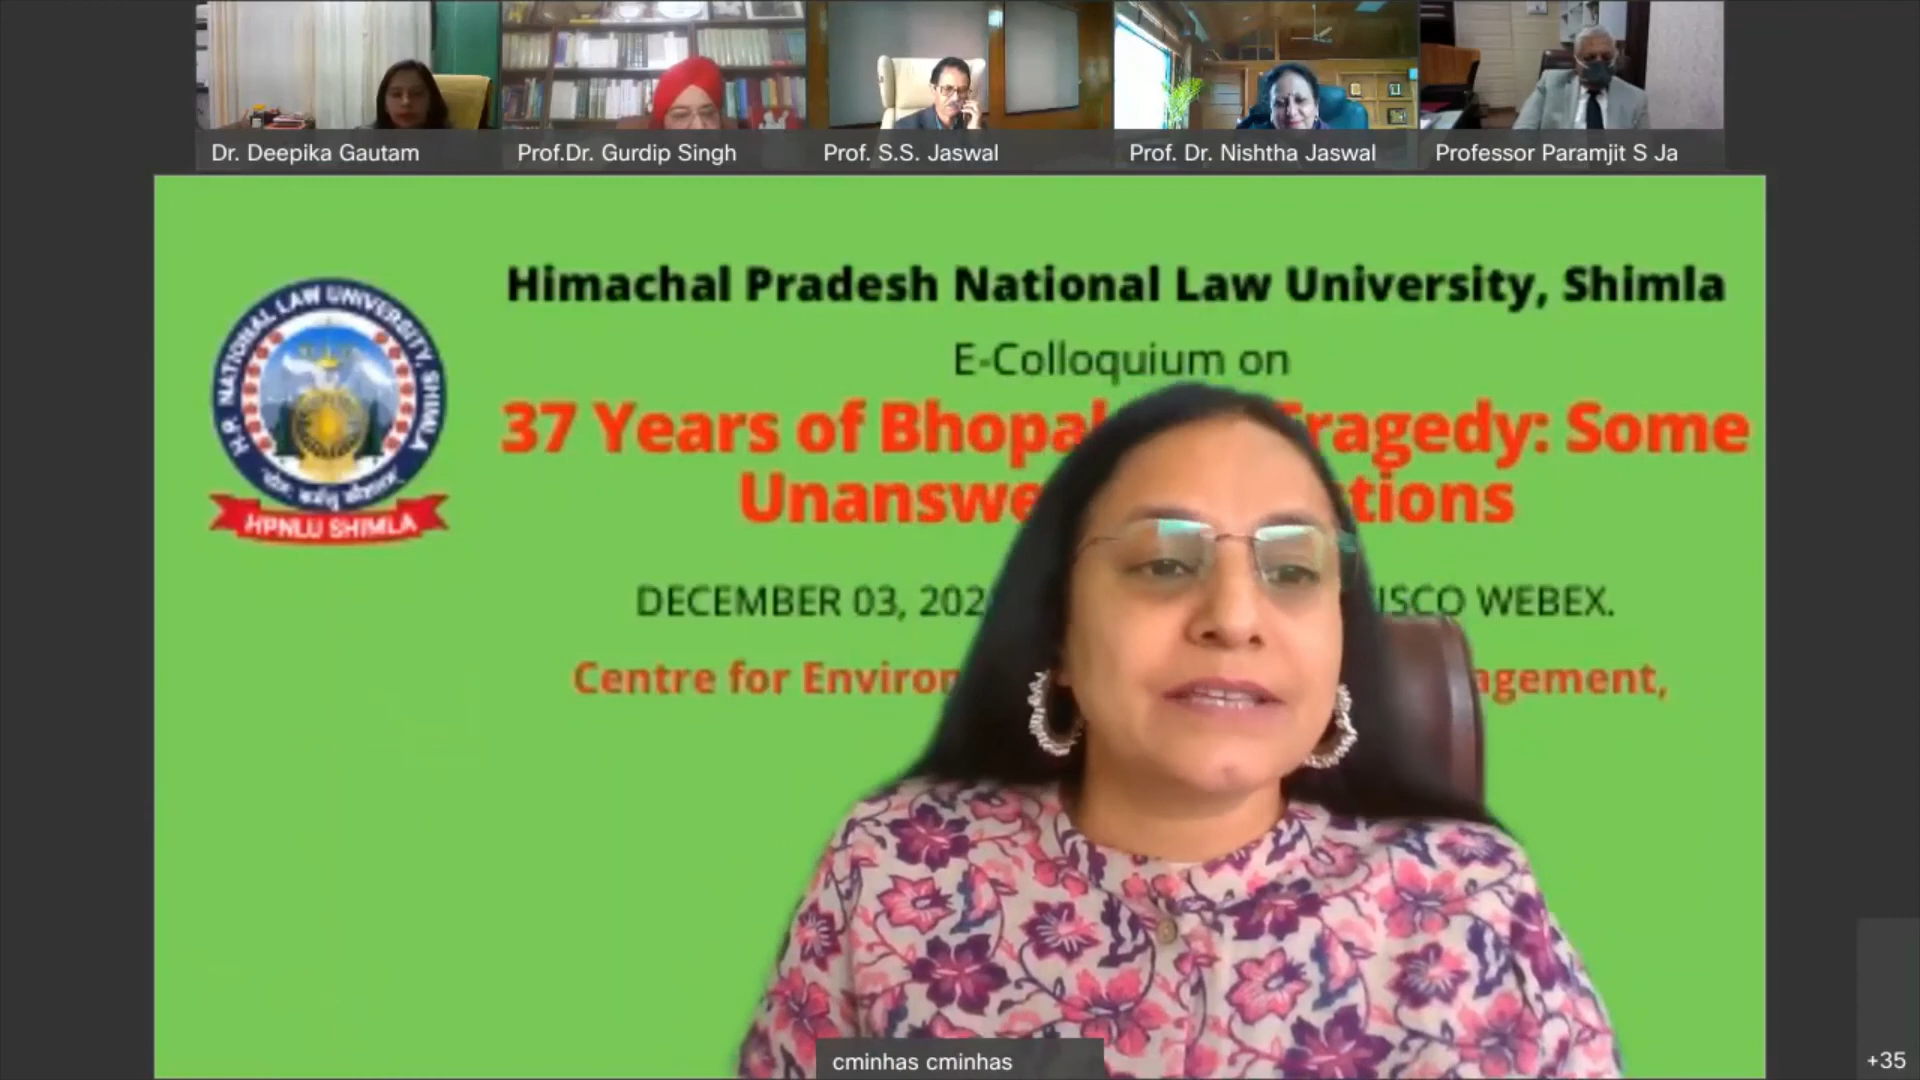 Dr. Deepika Gautam
Prof.Dr. Gurdip Singh
Prof. S.S. Jaswal
Prof. Dr. Nishtha Jaswal
Professor Paramjit S Ja
Himachal Pradesh National Law University, Shimla
E-Colloquium on
37 Years of Bhopal Tragedy: Some
Unanswe tions
DECEMBER 03, 202 ISCO WEBEX.
Centre for Environ agement,
H.P. NATIONAL LAW UNIVERSITY, SHIMLA
HPNLU SHIMLA
cminhas cminhas
+35